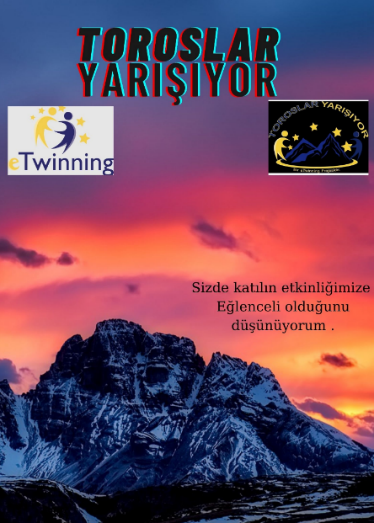 TOROSLAR
YARIŞIYOR
eTwinning
TOROSLAR YARIŞIYOR
Sizde katılın etkinliğimize
Eğlenceli olduğunu
düşünüyorum .